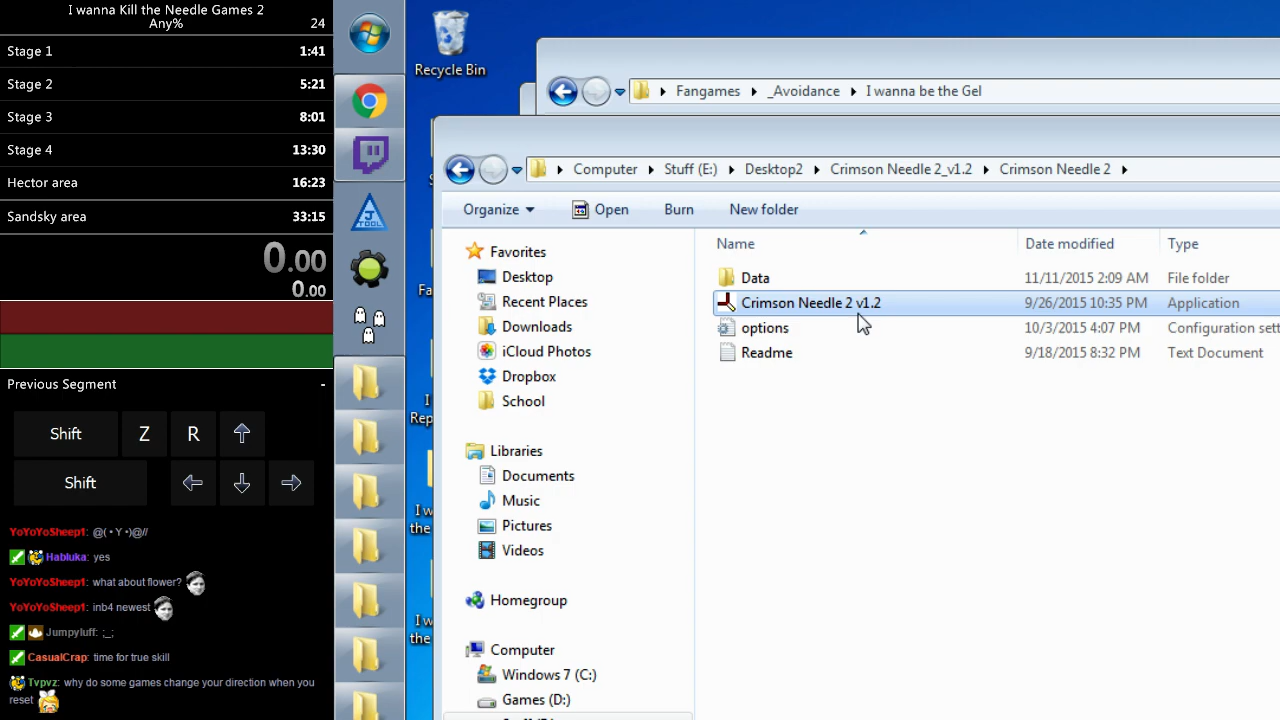 I wanna Kill the Needle Games 2
Any% 24
Stage 1 1:41
Stage 2 5:21
Stage 3 8:01
Stage 4 13:30
Hector area 16:23
Sandsky area 33:15
0.00
0.00
Previous Segment -
Shift Z R ↑
Shift ← ↓ →
YoYoYoSheep1: @( • Y •)@//
Habluka: yes
YoYoYoSheep1: what about flower?
YoYoYoSheep1: inb4 newest
Jumpyluff: ;_;
CasualCrap: time for true skill
Tvpvz: why do some games change your direction when you
reset
J
TOOL
Recycle Bin
Fangames _Avoidance I wanna be the Gel
Computer Stuff (E:) Desktop2 Crimson Needle 2_v1.2 Crimson Needle 2
Organize Open Burn New folder
Favorites
Desktop
Recent Places
Downloads
iCloud Photos
Dropbox
School
Libraries
Documents
Music
Pictures
Videos
Homegroup
Computer
Windows 7 (C:)
Games (D:)
Name Date modified Type
Data 11/11/2015 2:09 AM File folder
Crimson Needle 2 v1.2 9/26/2015 10:35 PM Application
options 10/3/2015 4:07 PM Configuration sett
Readme 9/18/2015 8:32 PM Text Document
Fa
I
Rep
I w
the
I w
the